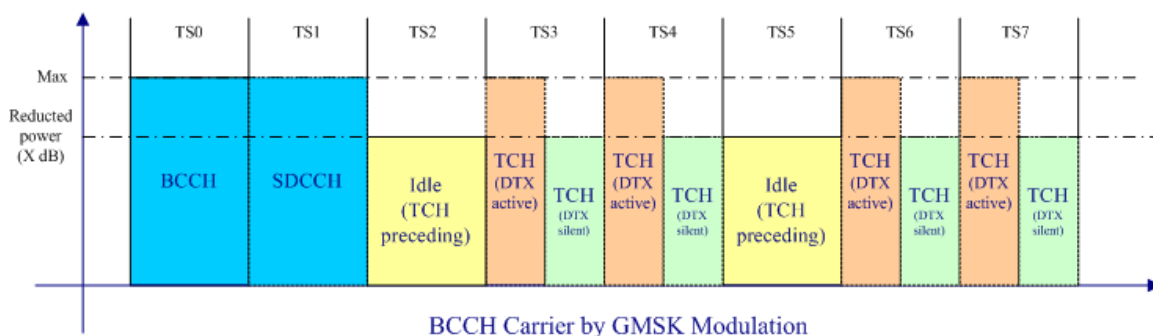 TS0 TS1 TS2 TS3 TS4 TS5 TS6 TS7
Max
Reducted
power
(X dB)
BCCH
SDCCH
Idle
(TCH
preceding)
TCH
(DTX
active)
TCH
(DTX
silent)
TCH
(DTX
active)
TCH
(DTX
silent)
Idle
(TCH
preceding)
TCH
(DTX
active)
TCH
(DTX
silent)
TCH
(DTX
active)
TCH
(DTX
silent)
BCCH Carrier by GMSK Modulation